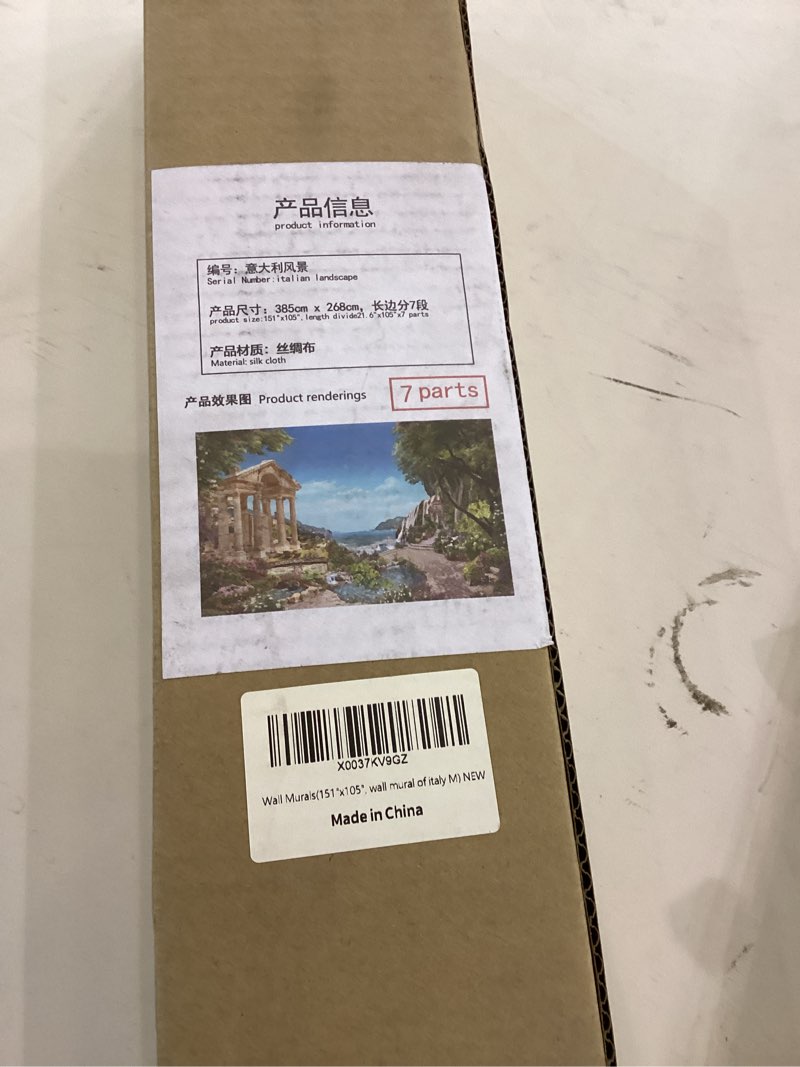 产品信息
product information
编号：意大利风景
Serial Number:italian landscape
产品尺寸：385cm x 268cm，长边分7段
product size:151"x105",length divide21.6"x105"x7 parts
产品材质：丝绸布
Material: silk cloth
产品效果图 Product renderings
7 parts
X0037KV9GZ
Wall Murals(151"x105", wall mural of italy M) NEW
Made in China